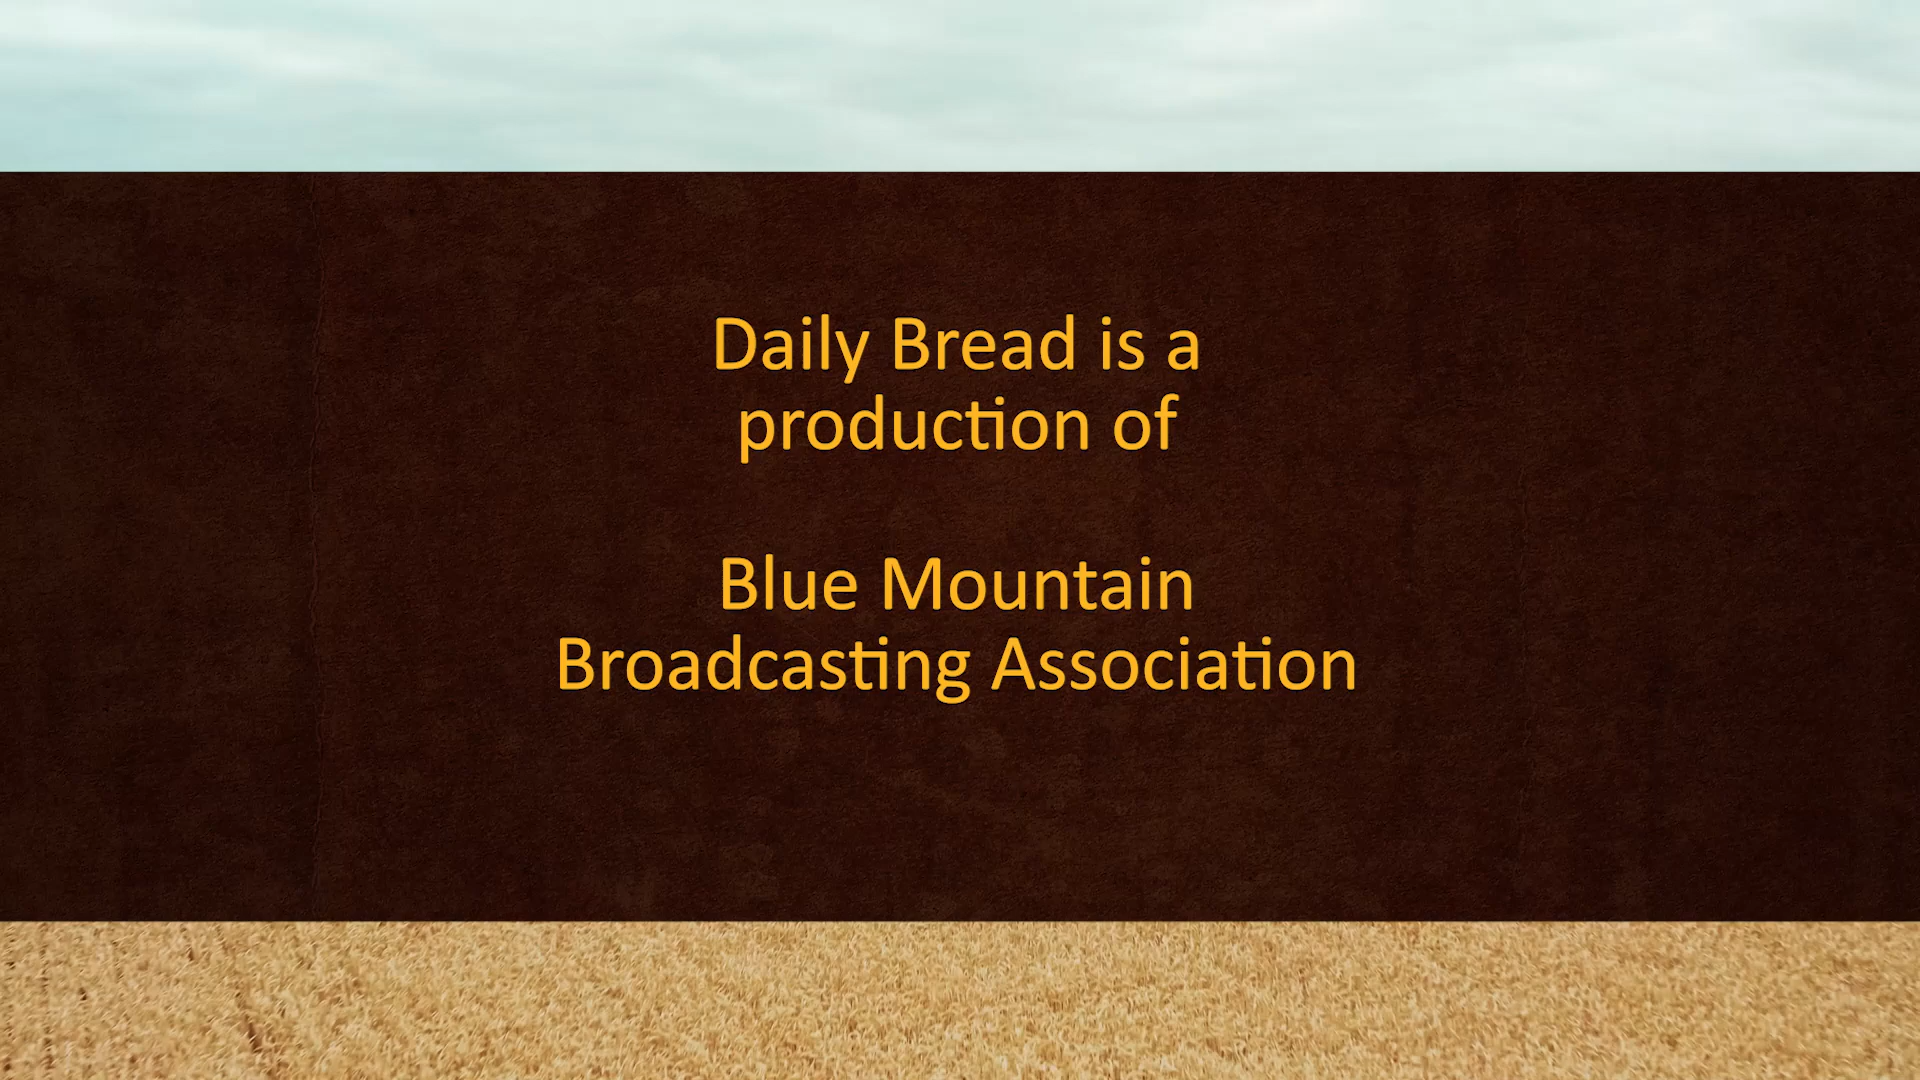 Daily Bread is a
production of
Blue Mountain
Broadcasting Association